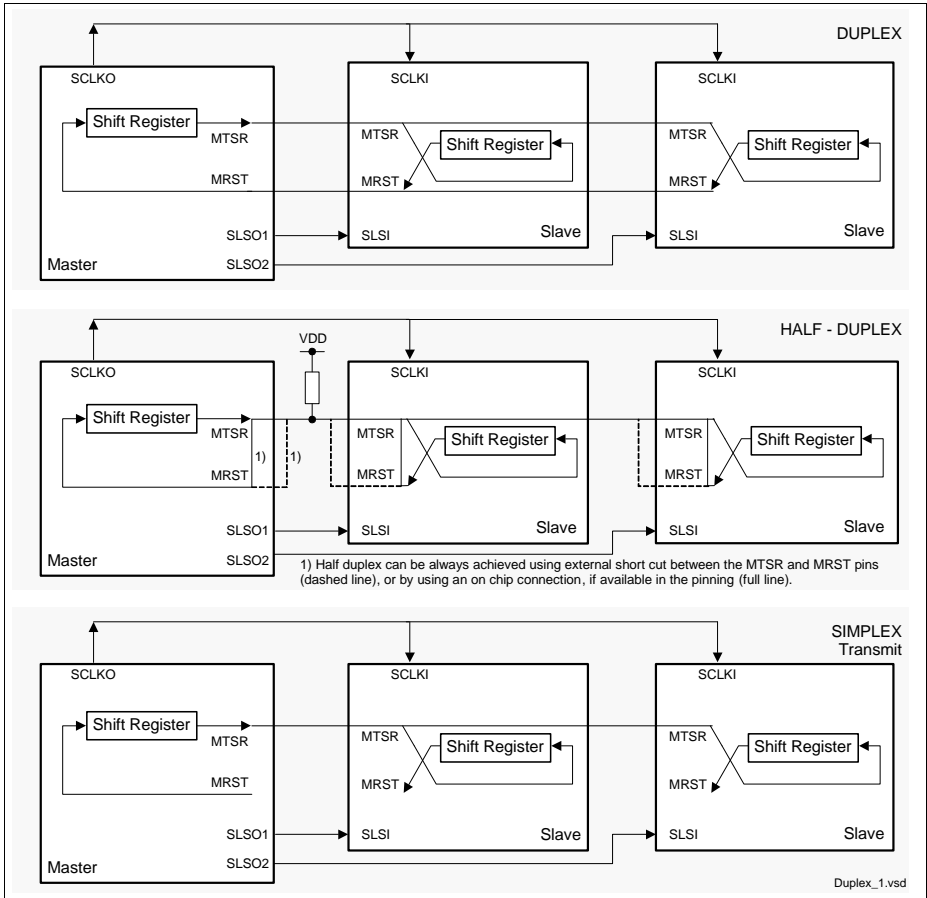 DUPLEX
SCLKO
SCLKI
SCLKI
Shift Register
MTSR
MTSR
Shift Register
MTSR
Shift Register
MRST
MRST
MRST
SLSO1
SLSI
Slave
SLSI
Slave
Master
SLSO2
HALF - DUPLEX
VDD
SCLKO
SCLKI
SCLKI
Shift Register
MTSR
MTSR
Shift Register
MTSR
Shift Register
1)
1)
MRST
MRST
MRST
SLSO1
SLSI
Slave
SLSI
Slave
Master
SLSO2
1) Half duplex can be always achieved using external short cut between the MTSR and MRST pins
(dashed line), or by using an on chip connection, if available in the pinning (full line).
SIMPLEX
Transmit
SCLKO
SCLKI
SCLKI
Shift Register
MTSR
MTSR
Shift Register
MTSR
Shift Register
MRST
MRST
MRST
SLSO1
SLSI
Slave
SLSI
Slave
Master
SLSO2
Duplex_1.vsd